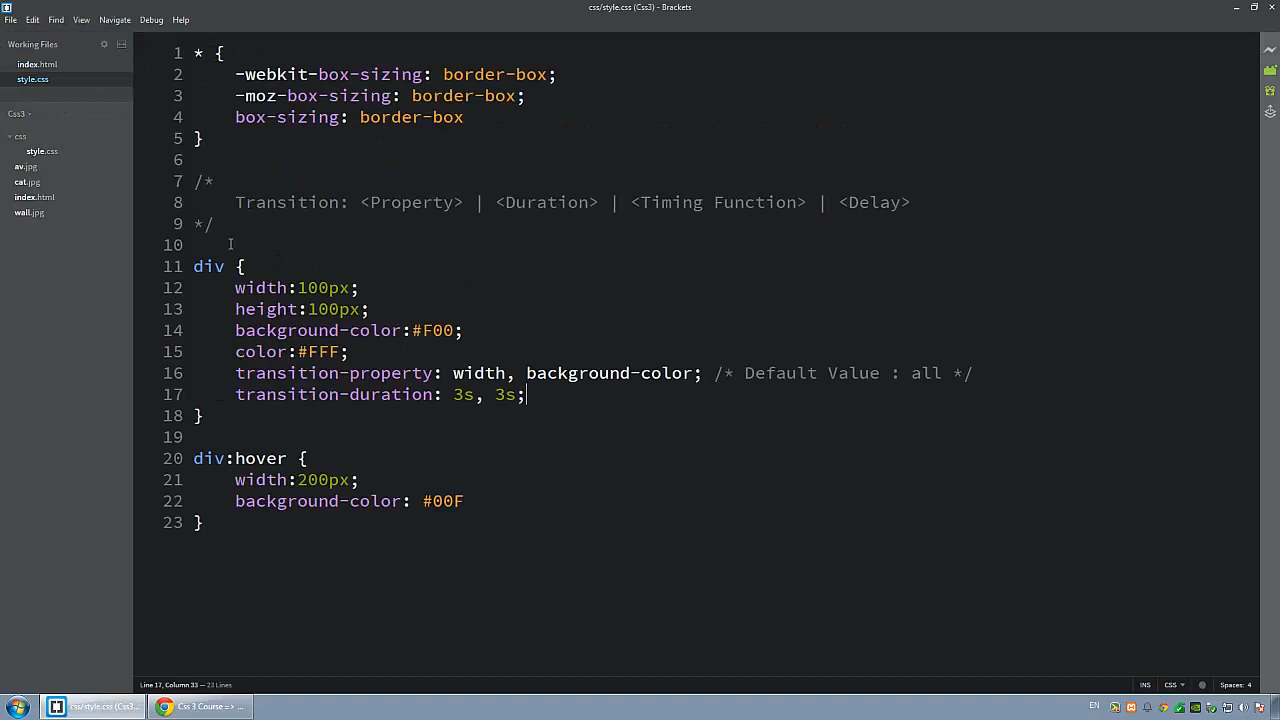 css/style.css (Css3) - Brackets
File Edit Find View Navigate Debug Help
Working Files
index.html
style.css
Css3
css
style.css
av.jpg
cat.jpg
index.html
wall.jpg
1 * {
2 -webkit-box-sizing: border-box;
3 -moz-box-sizing: border-box;
4 box-sizing: border-box
5 }
6
7 /*
8 Transition: <Property> | <Duration> | <Timing Function> | <Delay>
9 */
10
11 div {
12 width:100px;
13 height:100px;
14 background-color:#F00;
15 color:#FFF;
16 transition-property: width, background-color; /* Default Value : all */
17 transition-duration: 3s, 3s;
18 }
19
20 div:hover {
21 width:200px;
22 background-color: #00F
23 }
Line 17, Column 33 — 23 Lines
INS CSS Spaces: 4
css/style.css (Css3... Css 3 Course => ... EN